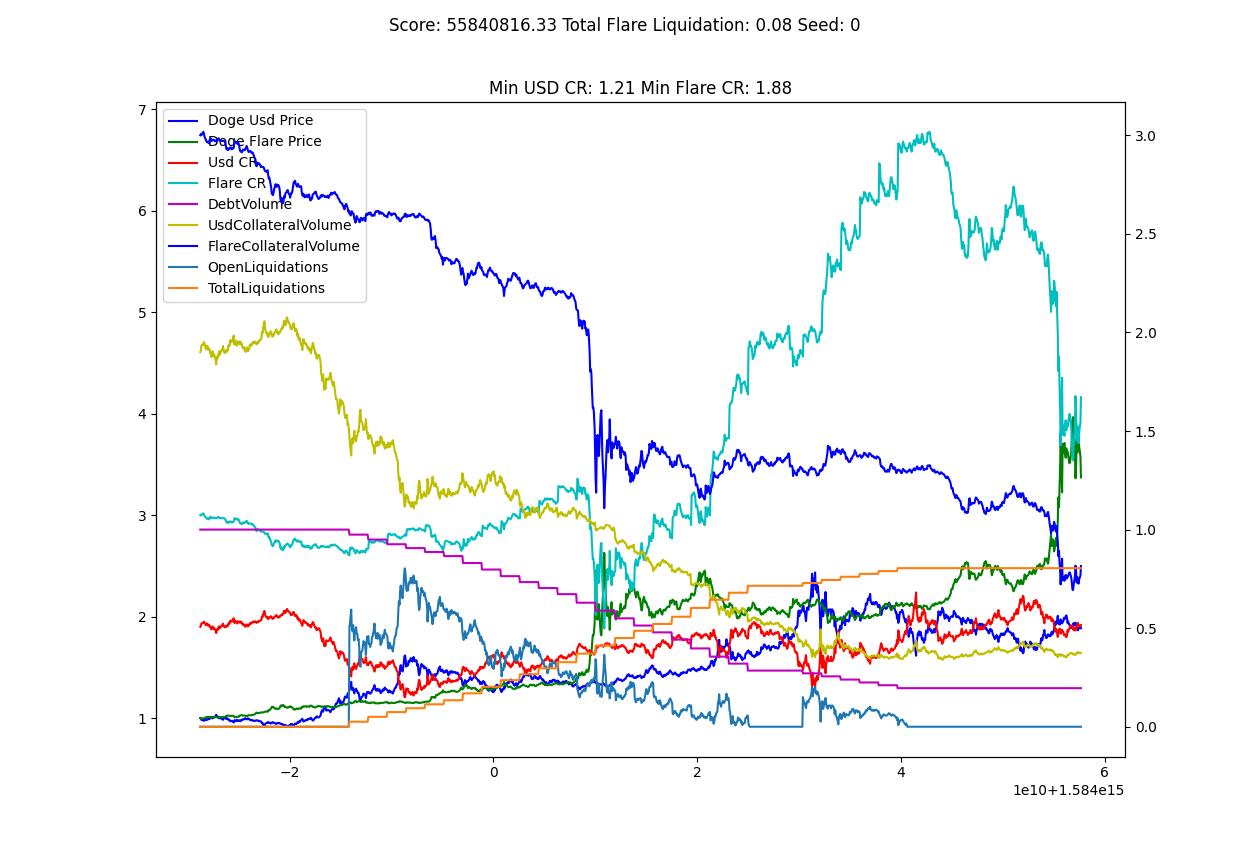 Score: 55840816.33 Total Flare Liquidation: 0.08 Seed: 0
Min USD CR: 1.21 Min Flare CR: 1.88
7
6
5
4
3
2
1
Doge Usd Price
Doge Flare Price
Usd CR
Flare CR
DebtVolume
UsdCollateralVolume
FlareCollateralVolume
OpenLiquidations
TotalLiquidations
3.0
2.5
2.0
1.5
1.0
0.5
0.0
−2 0 2 4 6
1e10+1.584e15